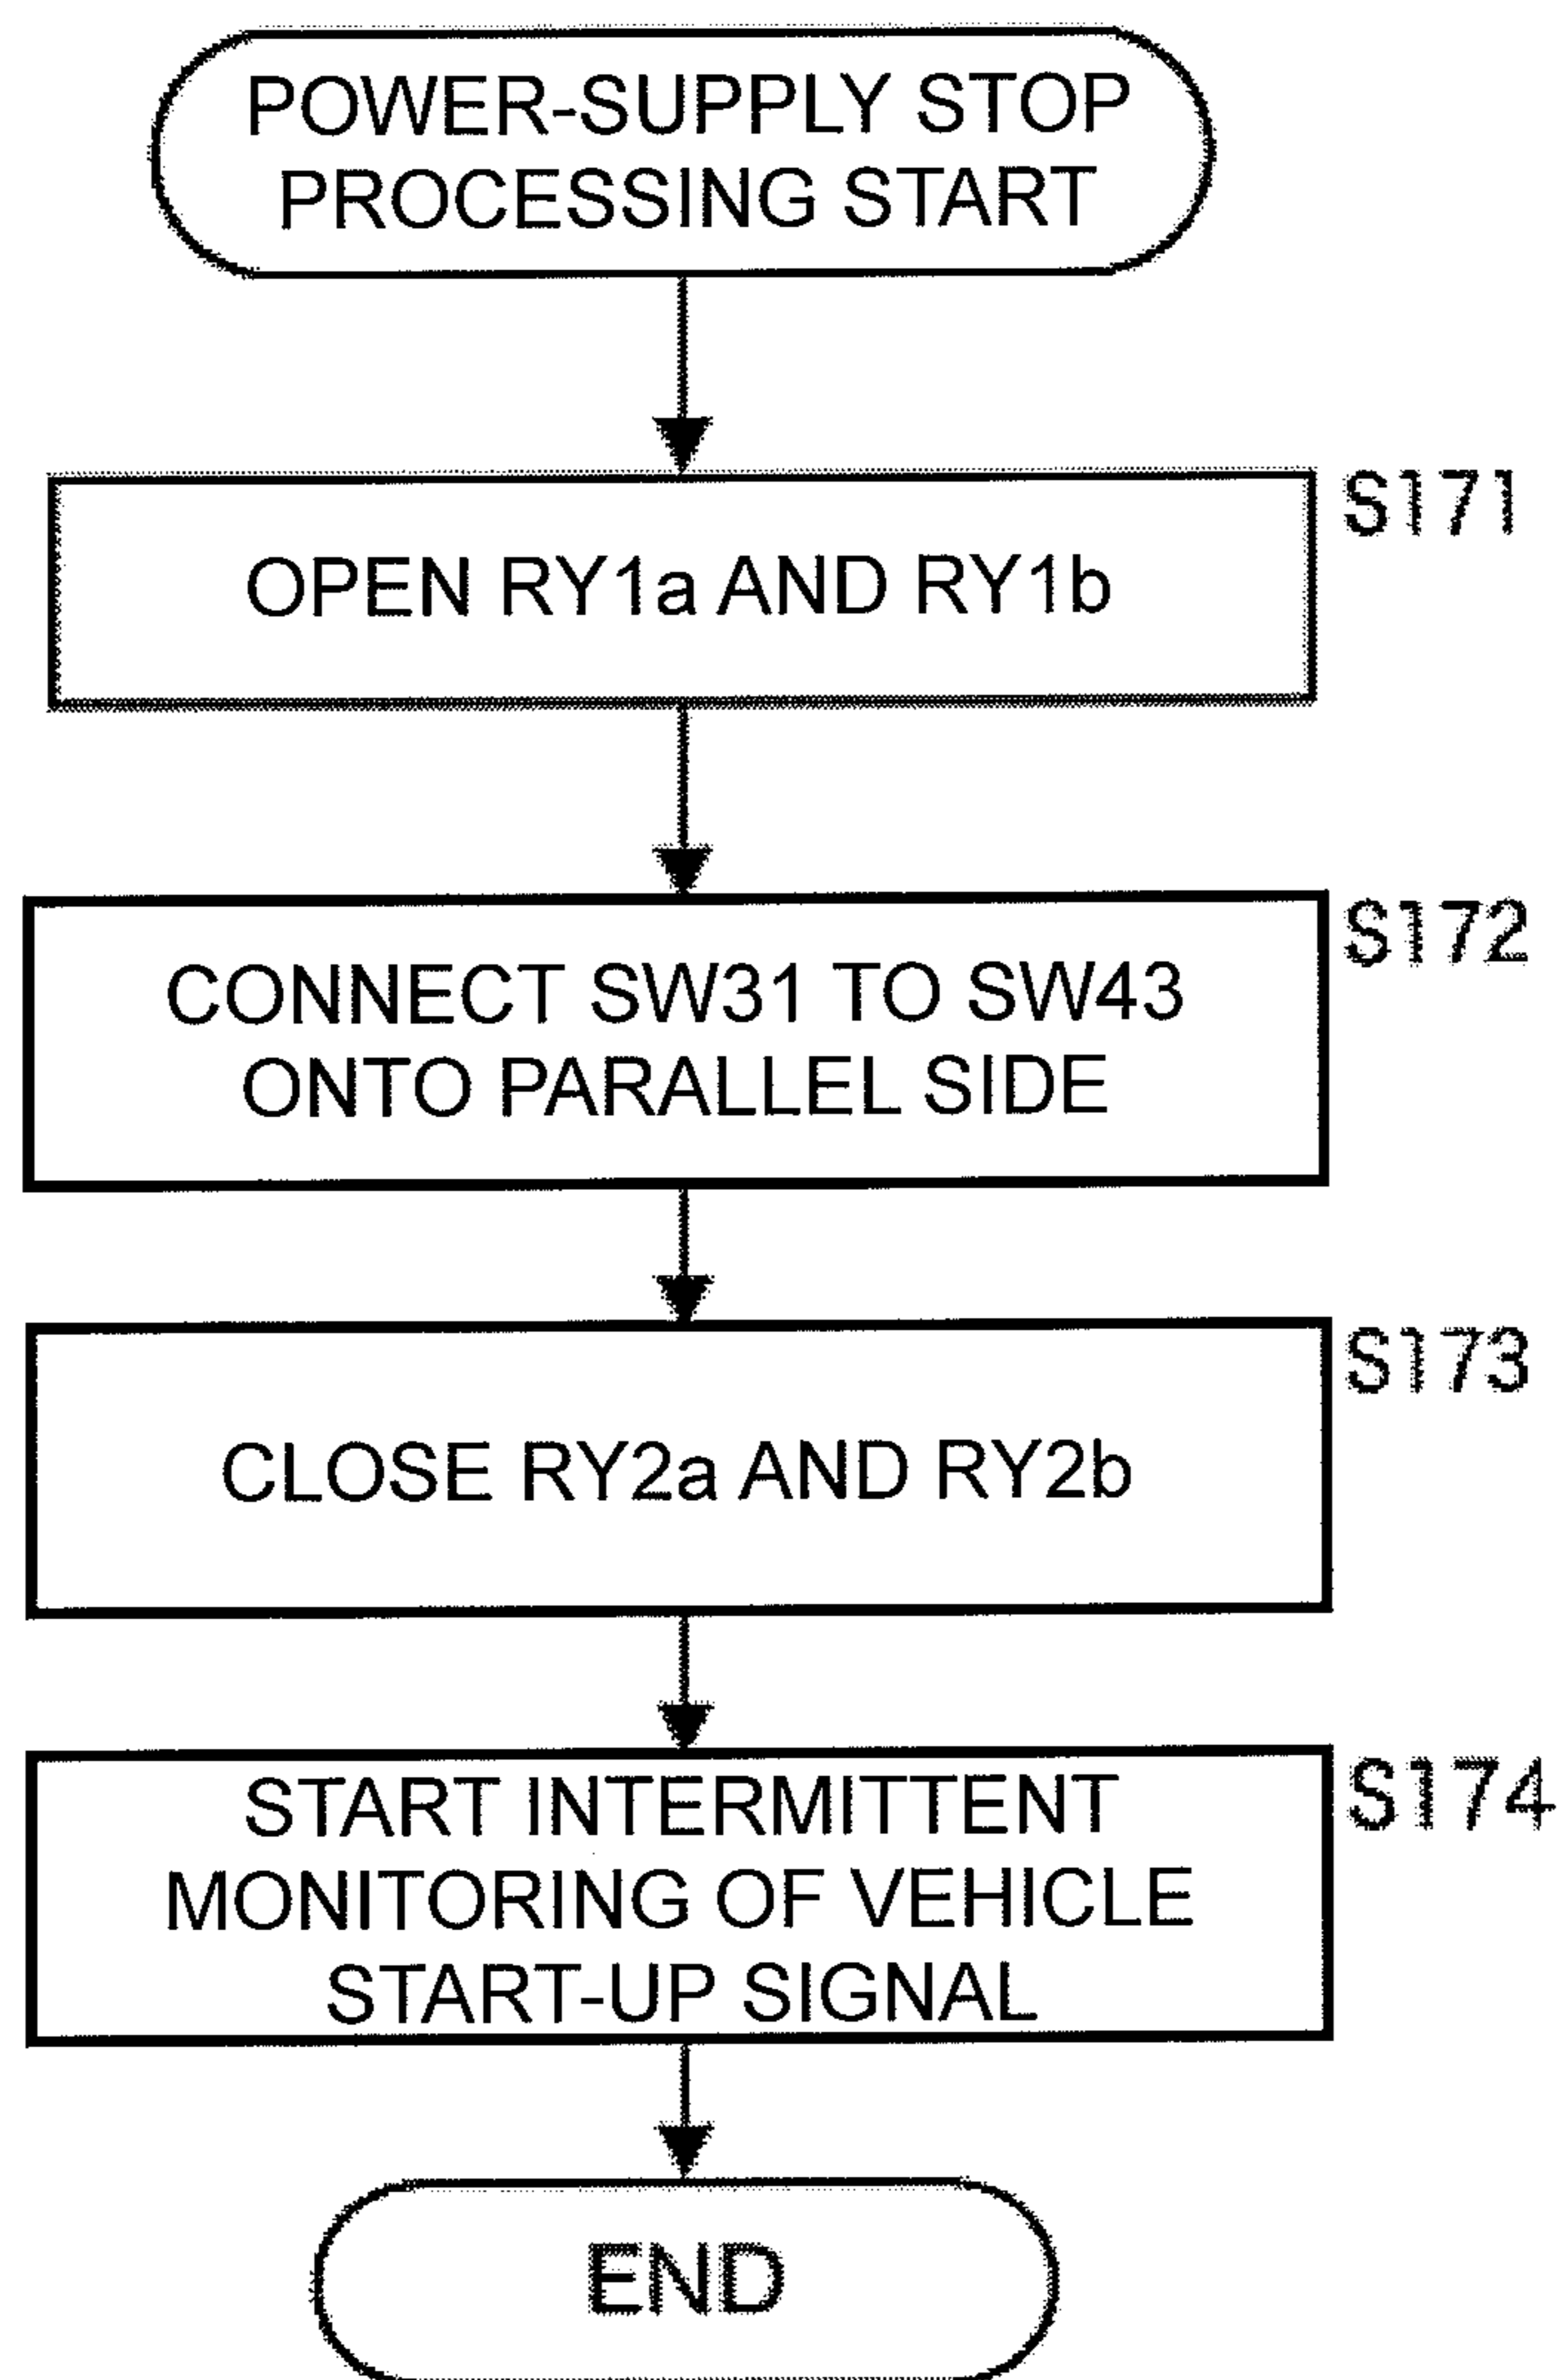 POWER-SUPPLY STOP
PROCESSING START
S171
OPEN RY1a AND RY1b
S172
CONNECT SW31 TO SW43
ONTO PARALLEL SIDE
S173
CLOSE RY2a AND RY2b
S174
START INTERMITTENT
MONITORING OF VEHICLE
START-UP SIGNAL
END